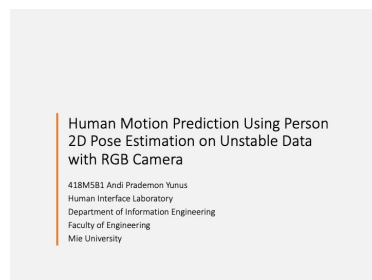 Human Motion Prediction Using Person
2D Pose Estimation on Unstable Data
with RGB Camera
418M5B1 Andi Prademon Yunus
Human Interface Laboratory
Department of Information Engineering
Faculty of Engineering
Mie University